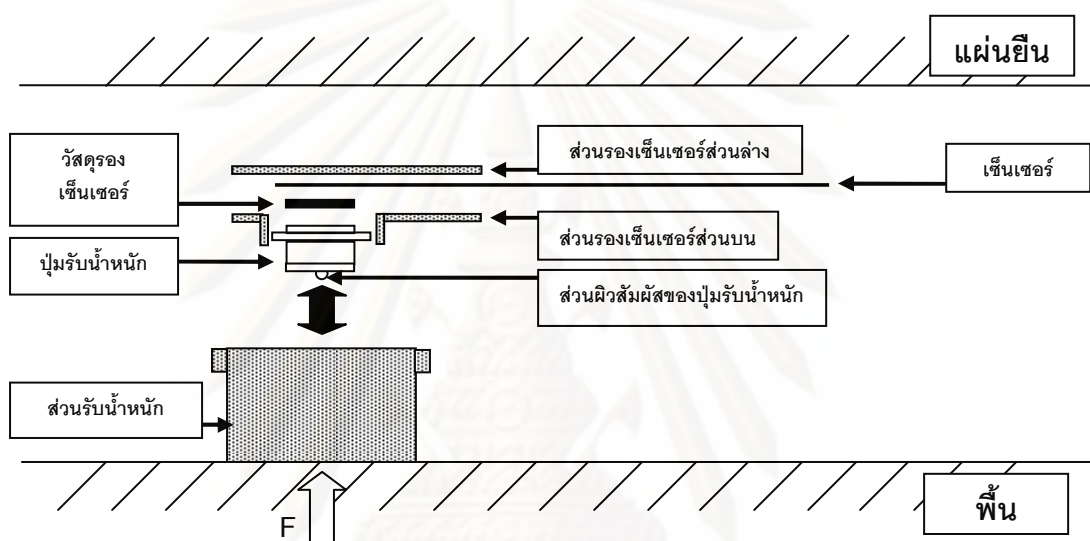 แผ่นยืน
ส่วนรองเซ็นเซอร์ส่วนล่าง
วัสดุรอง
เซ็นเซอร์
เซ็นเซอร์
ส่วนรองเซ็นเซอร์ส่วนบน
ปุ่มรับน้ำหนัก
ส่วนผิวสัมผัสของปุ่มรับน้ำหนัก
ส่วนรับน้ำหนัก
พื้น
F